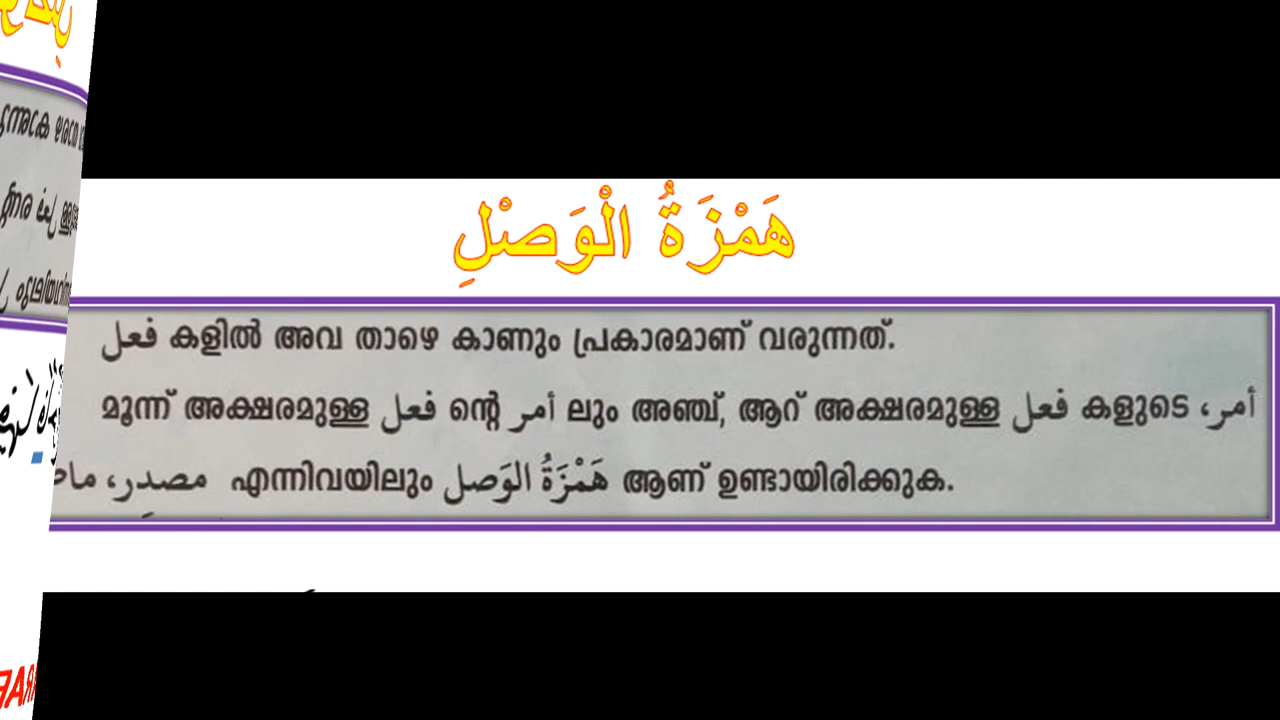 هَمْزَةُ الْوَصْلِ
فعل കളിൽ അവ താഴെ കാണും പ്രകാരമാണ് വരുന്നത്.
മൂന്ന് അക്ഷരമുള്ള فعل ന്റെ أمر ലും അഞ്ച്, ആറ് അക്ഷരമുള്ള فعل കളുടെ أمر،
مصدر، എന്നിവയിലും هَمْزَةُ الوَصل ആണ് ഉണ്ടായിരിക്കുക.